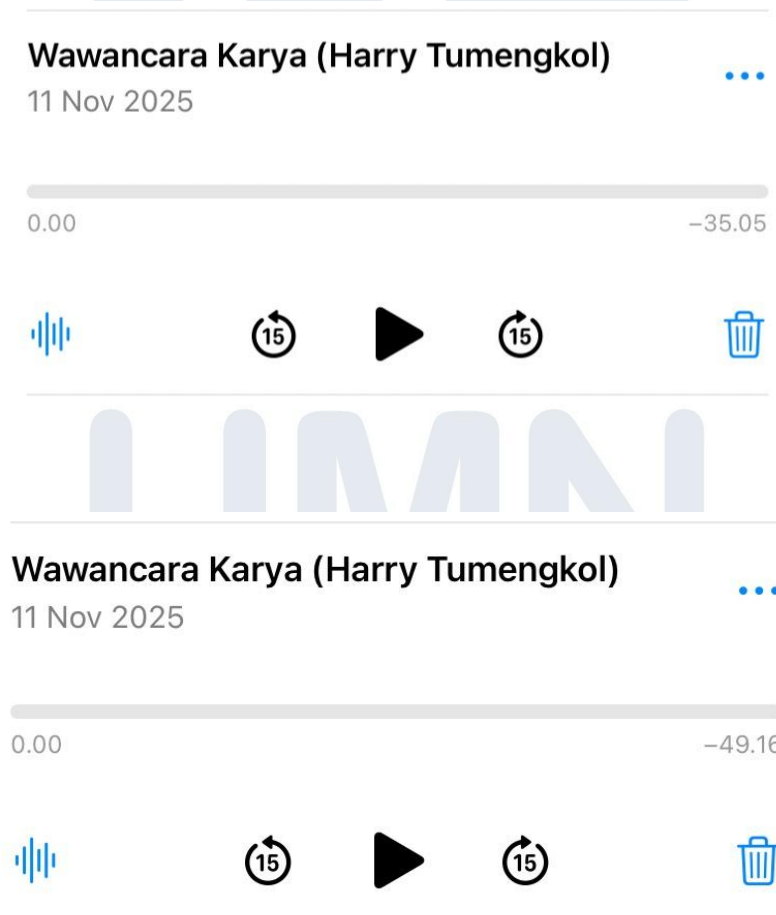 Wawancara Karya (Harry Tumengkol)
11 Nov 2025
0.00 −35.05
15 15
UMN
Wawancara Karya (Harry Tumengkol)
11 Nov 2025
0.00 −49.16
15 15